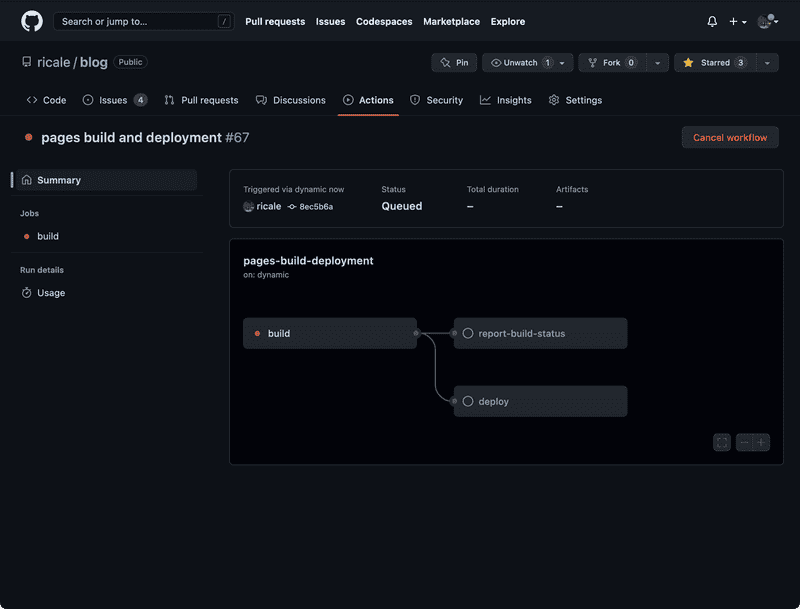 Search or jump to... /
Pull requests Issues Codespaces Marketplace Explore
ricale / blog Public
Pin Unwatch 1 Fork 0 Starred 3
Code Issues 4 Pull requests Discussions Actions Security Insights Settings
pages build and deployment #67
Cancel workflow
Summary
Jobs
build
Run details
Usage
Triggered via dynamic now
ricale 8ec5b6a
Status
Queued
Total duration
–
Artifacts
–
pages-build-deployment
on: dynamic
build
report-build-status
deploy